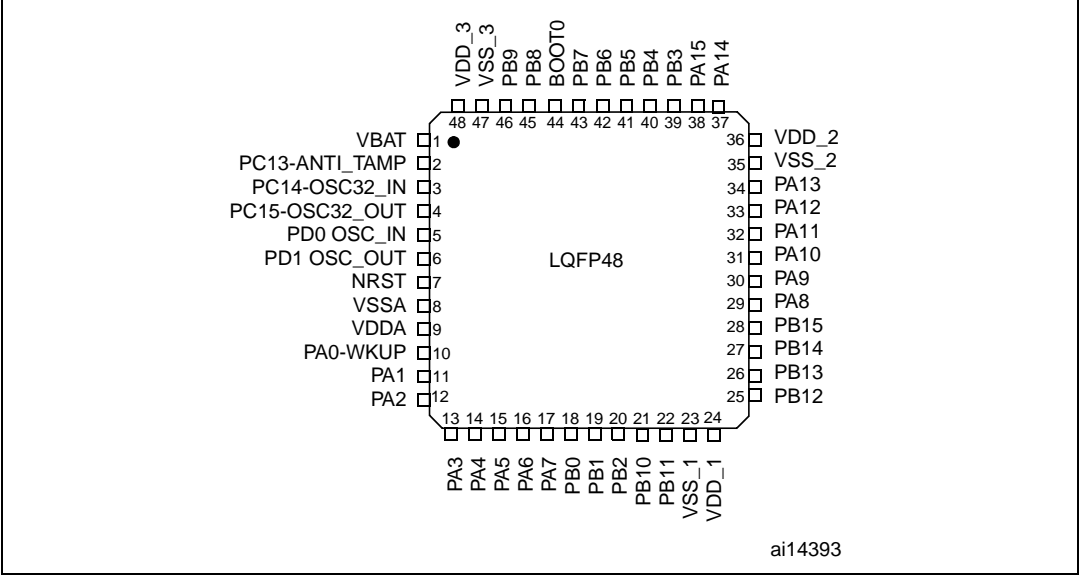 VDD_3
VSS_3
PB9
PB8
BOOT0
PB7
PB6
PB5
PB4
PB3
PA15
PA14
48 47 46 45 44 43 42 41 40 39 38 37
VBAT 1
PC13-ANTI_TAMP 2
PC14-OSC32_IN 3
PC15-OSC32_OUT 4
PD0 OSC_IN 5
PD1 OSC_OUT 6
NRST 7
VSSA 8
VDDA 9
PA0-WKUP 10
PA1 11
PA2 12
LQFP48
36 VDD_2
35 VSS_2
34 PA13
33 PA12
32 PA11
31 PA10
30 PA9
29 PA8
28 PB15
27 PB14
26 PB13
25 PB12
13 14 15 16 17 18 19 20 21 22 23 24
PA3
PA4
PA5
PA6
PA7
PB0
PB1
PB2
PB10
PB11
VSS_1
VDD_1
ai14393